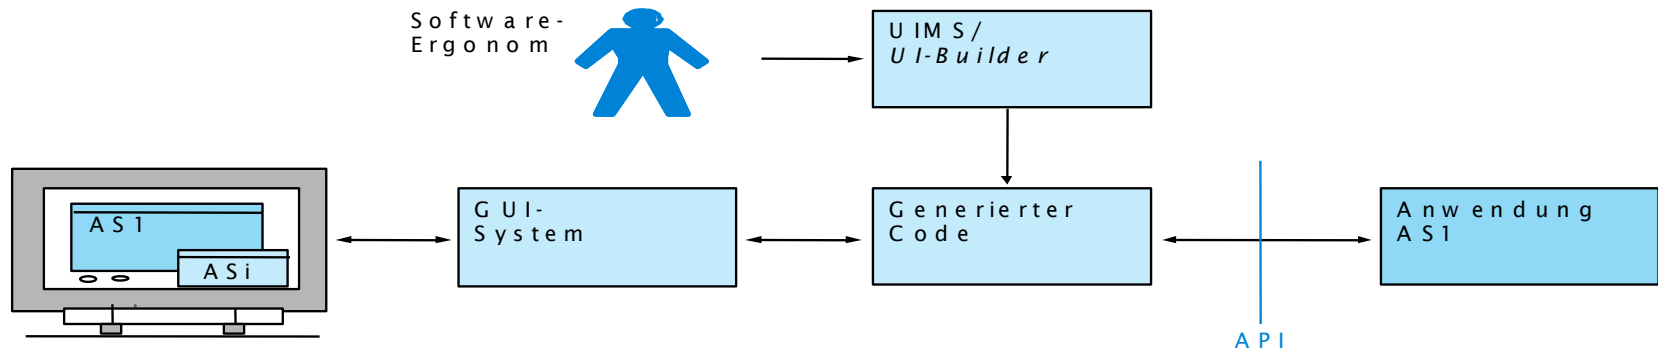 Software-
Ergonom
UIMS/
UI-Builder
AS1
ASi
GUI-
System
Generierter
Code
Anwendung
AS1
API